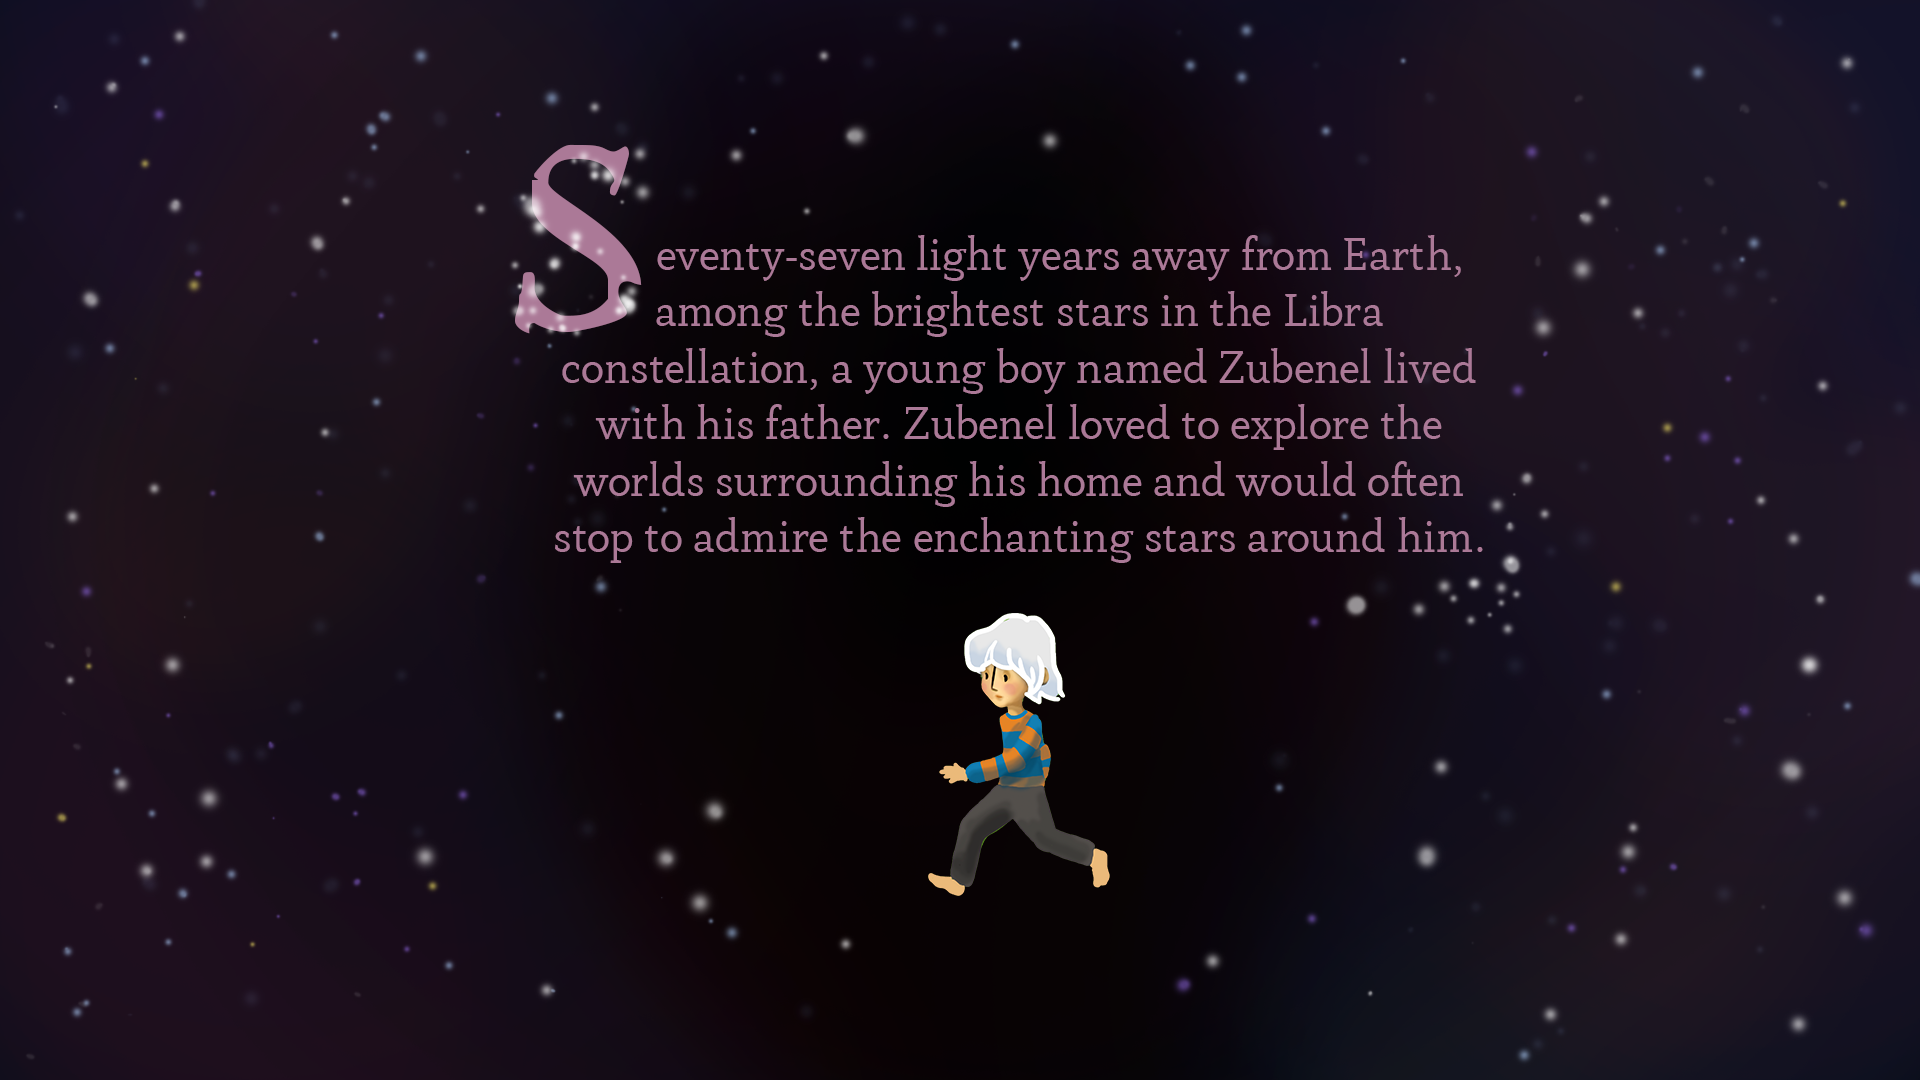 Seventy-seven light years away from Earth,
among the brightest stars in the Libra
constellation, a young boy named Zubenel lived
with his father. Zubenel loved to explore the
worlds surrounding his home and would often
stop to admire the enchanting stars around him.